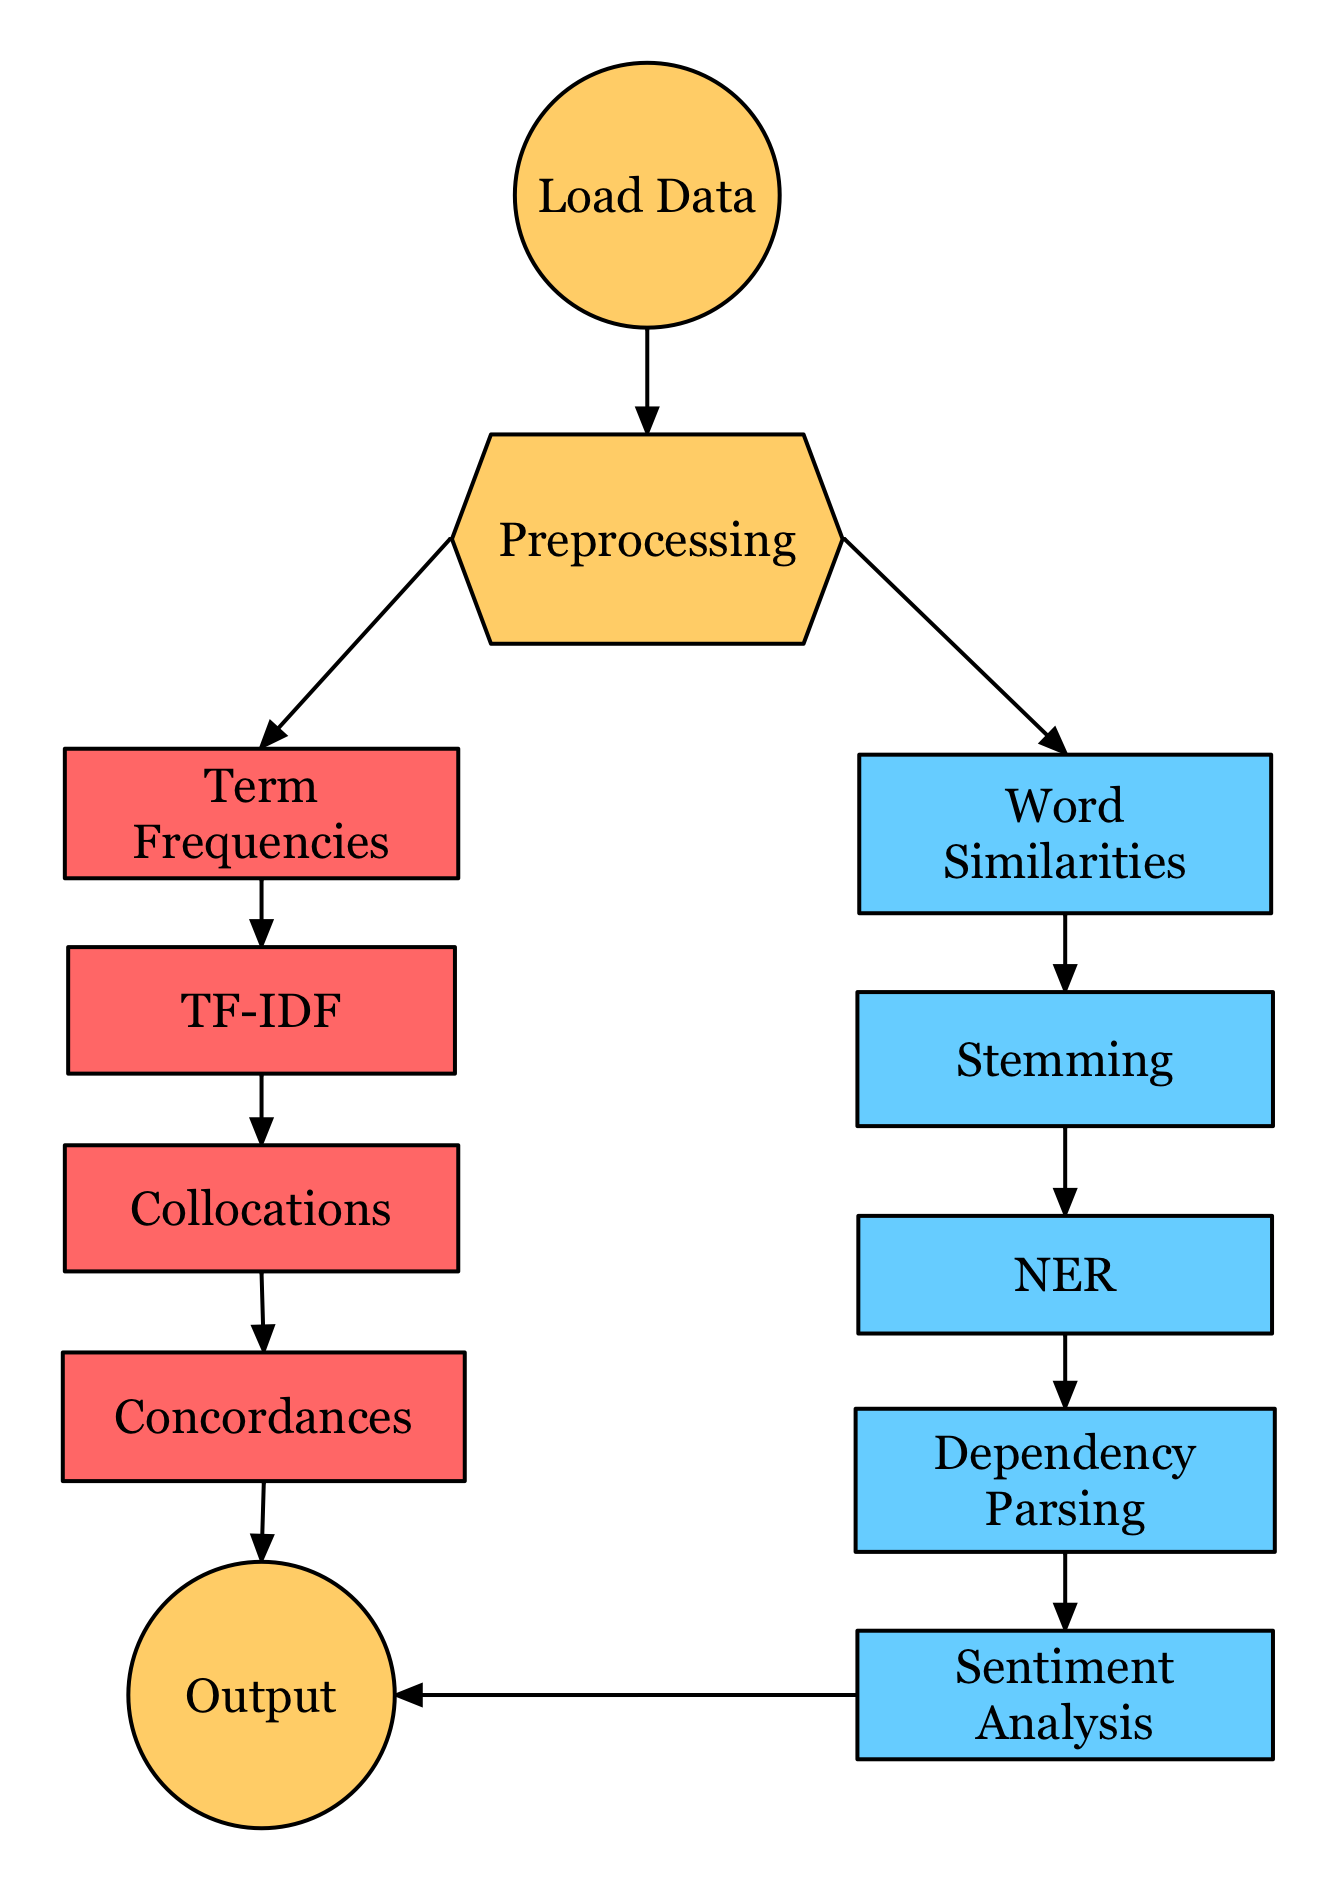 Load Data
Preprocessing
Term
Frequencies
TF-IDF
Collocations
Concordances
Output
Word
Similarities
Stemming
NER
Dependency
Parsing
Sentiment
Analysis